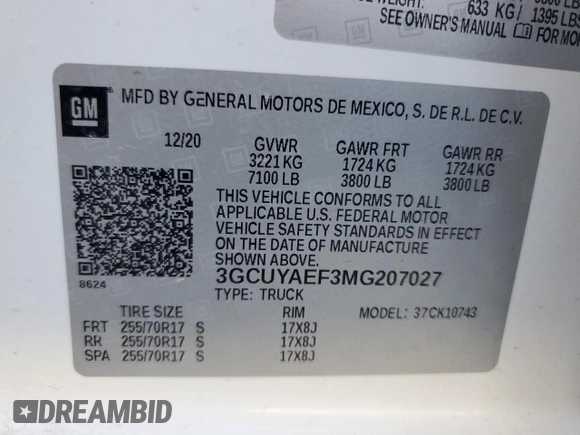 633 KG / 1395 LBS
SEE OWNER'S MANUAL FOR MO
GM
MFD BY GENERAL MOTORS DE MEXICO, S. DE R.L. DE C.V.
12/20 GVWR GAWR FRT GAWR RR
3221 KG 1724 KG 1724 KG
7100 LB 3800 LB 3800 LB
THIS VEHICLE CONFORMS TO ALL
APPLICABLE U.S. FEDERAL MOTOR
VEHICLE SAFETY STANDARDS IN EFFECT
ON THE DATE OF MANUFACTURE
SHOWN ABOVE.
8624 3GCUYAEF3MG207027
TYPE: TRUCK
TIRE SIZE RIM MODEL: 37CK10743
FRT 255/70R17 S 17X8J
RR 255/70R17 S 17X8J
SPA 255/70R17 S 17X8J
DREAMBID